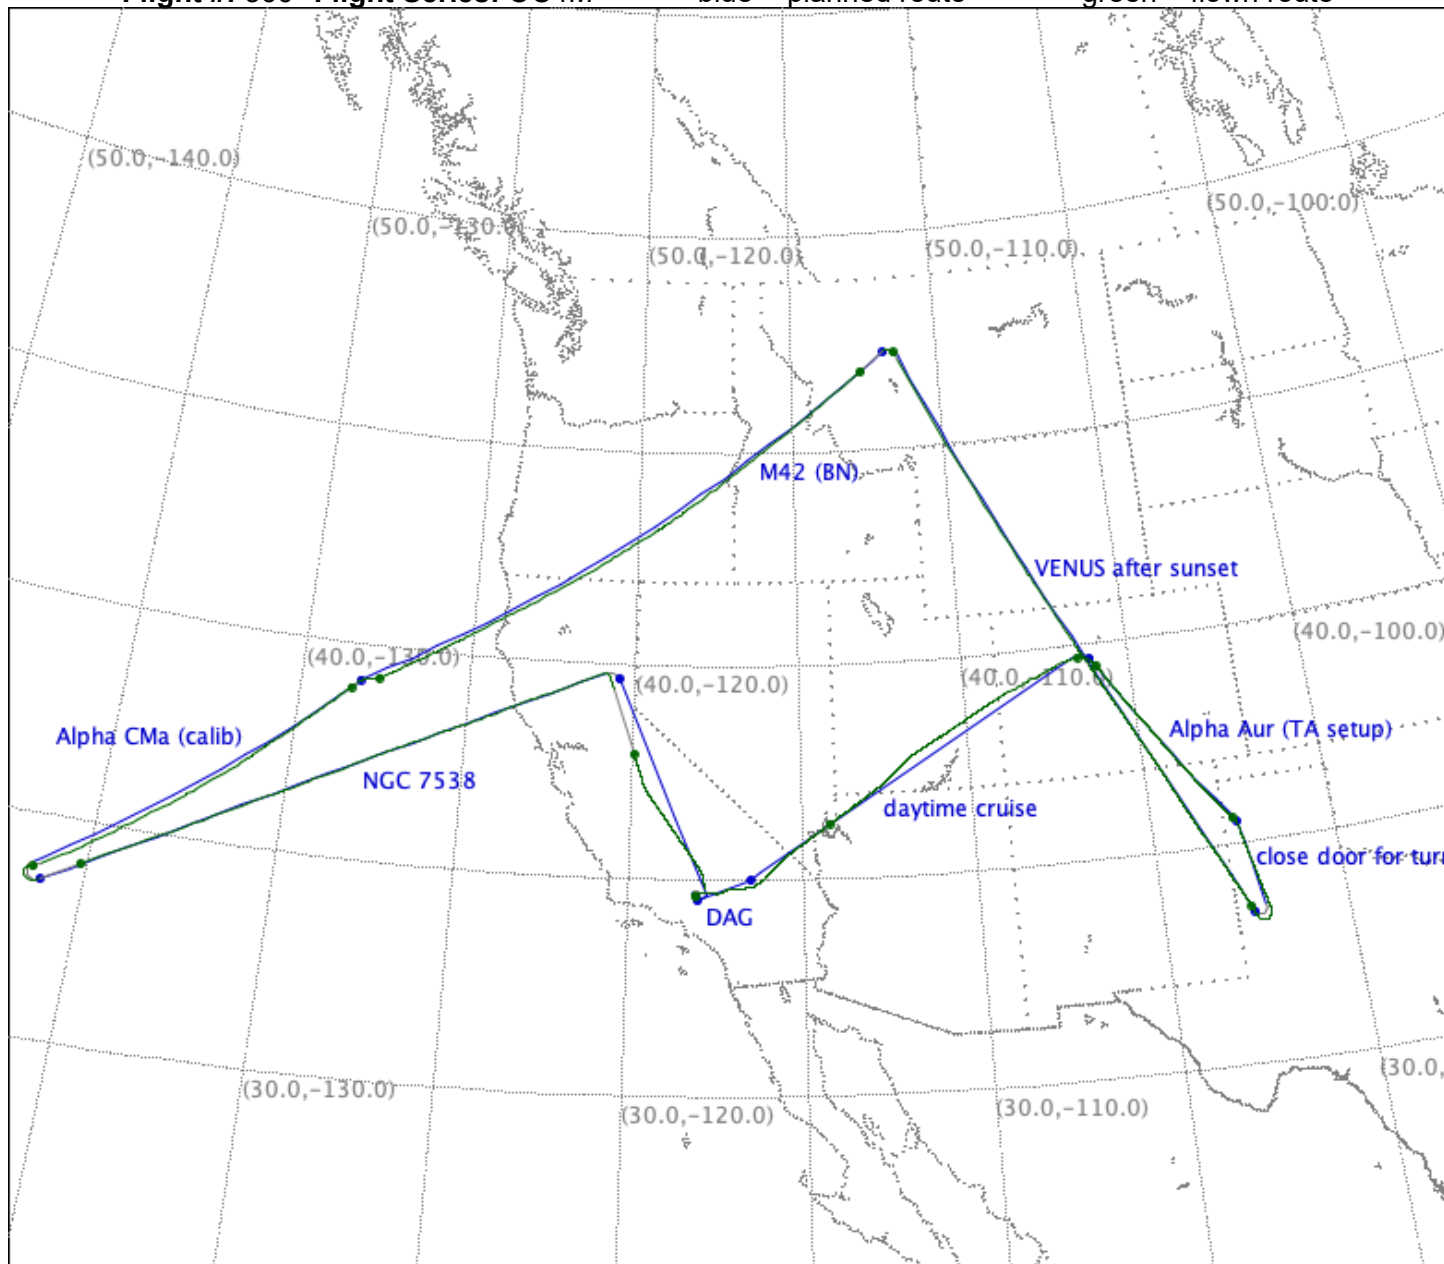 (50.0,-140.0)
(50.0,-130.0)
(50.0,-120.0)
(50.0,-110.0)
(50.0,-100.0)
M42 (BN)
VENUS after sunset
(40.0,-130.0)
(40.0,-120.0)
(40.0,-110.0)
(40.0,-100.0)
Alpha CMa (calib)
NGC 7538
Alpha Aur (TA setup)
daytime cruise
close door for
DAG
(30.0,-130.0)
(30.0,-120.0)
(30.0,-110.0)
(30.0,